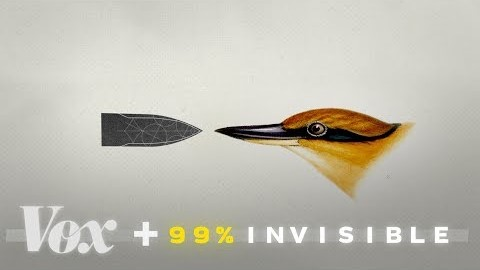 Vox + 99% INVISIBLE